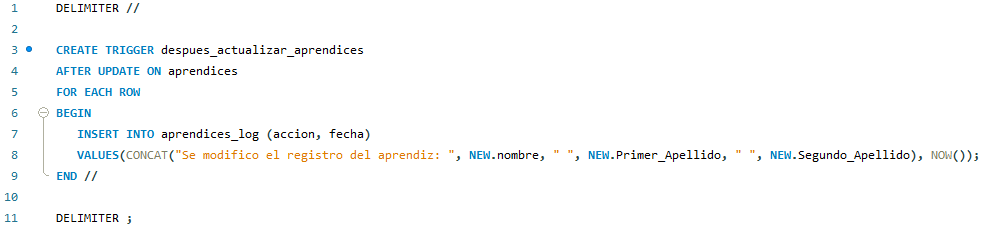 1 DELIMITER //
2
3 CREATE TRIGGER despues_actualizar_aprendices
4 AFTER UPDATE ON aprendices
5 FOR EACH ROW
6 BEGIN
7 INSERT INTO aprendices_log (accion, fecha)
8 VALUES(CONCAT("Se modifico el registro del aprendiz: ", NEW.nombre, " ", NEW.Primer_Apellido, " ", NEW.Segundo_Apellido), NOW());
9 END //
10
11 DELIMITER ;